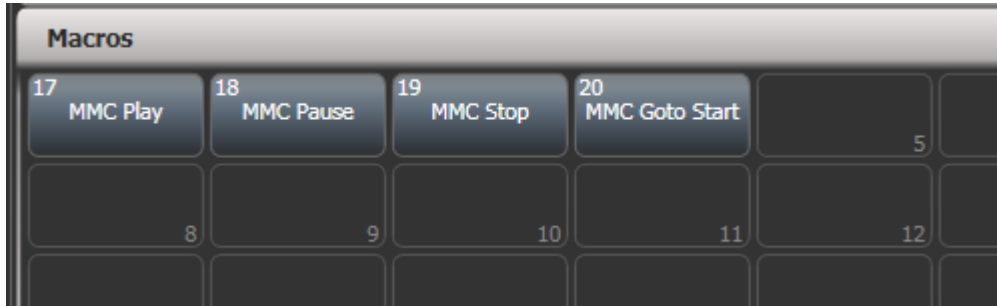 Macros
17
MMC Play
18
MMC Pause
19
MMC Stop
20
MMC Goto Start
5
8
9
10
11
12